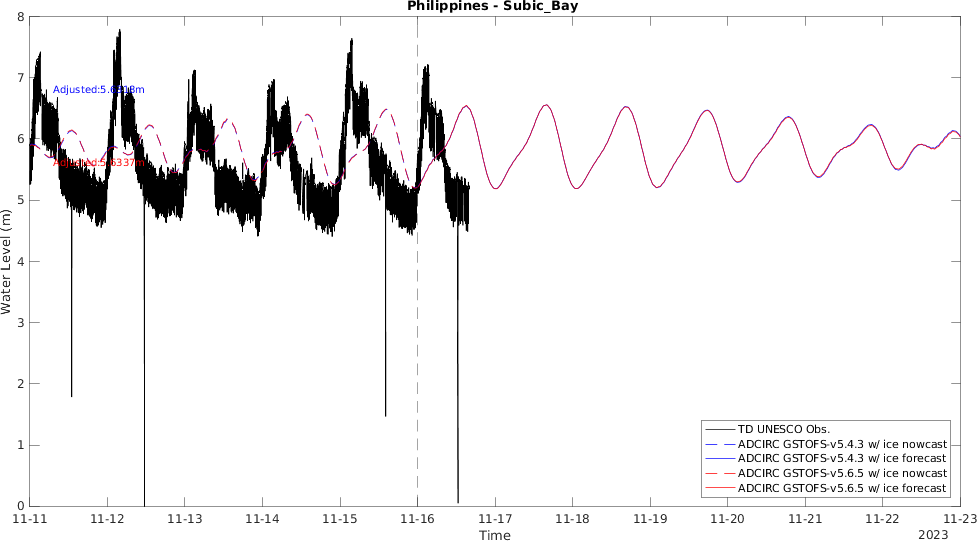 Philippines - Subic_Bay
8
7
6
5
4
3
2
1
0
Water Level (m)
11-11
11-12
11-13
11-14
11-15
11-16
11-17
11-18
11-19
11-20
11-21
11-22
11-23
Time
2023
TD UNESCO Obs.
ADCIRC GSTOFS-v5.4.3 w/ ice nowcast
ADCIRC GSTOFS-v5.4.3 w/ ice forecast
ADCIRC GSTOFS-v5.6.5 w/ ice nowcast
ADCIRC GSTOFS-v5.6.5 w/ ice forecast